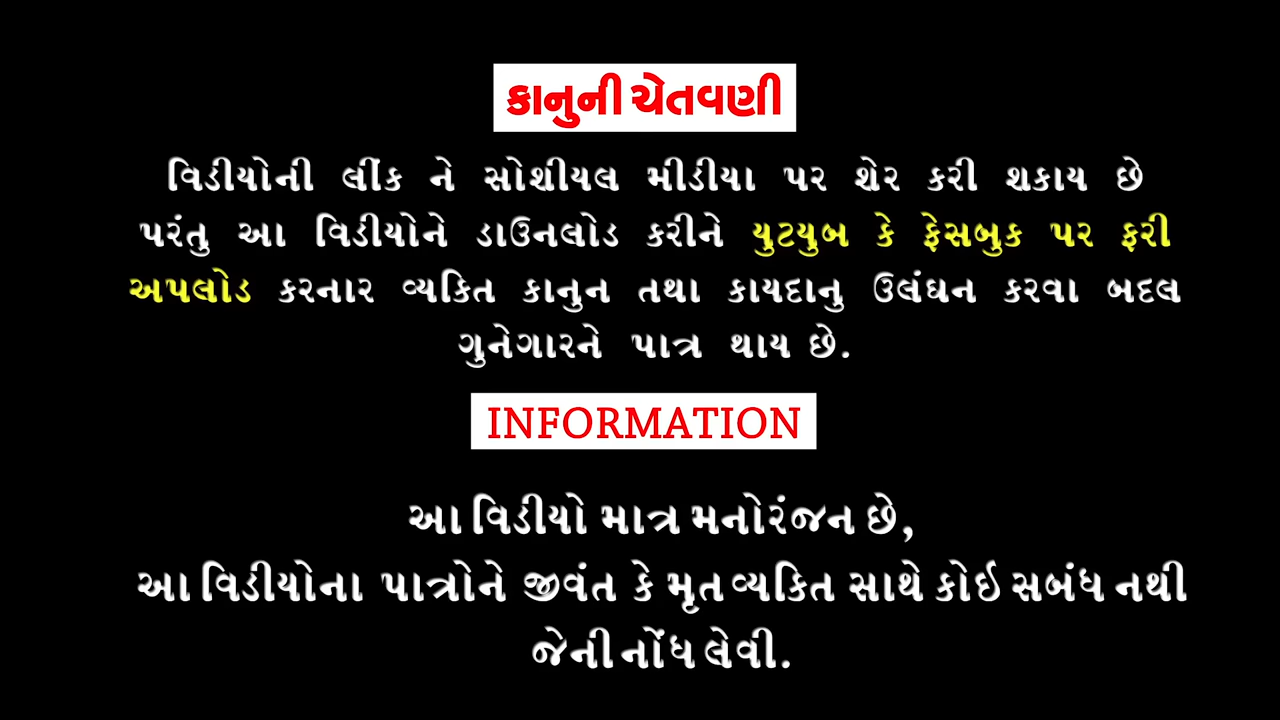 કાનુની ચેતવણી
વિડીયોની લીંક ને સોશીયલ મીડીયા પર શેર કરી શકાય છે
પરંતુ આ વિડીયોને ડાઉનલોડ કરીને યુટયુબ કે ફેસબુક પર ફરી
અપલોડ કરનાર વ્યકિત કાનુન તથા કાયદાનુ ઉલંઘન કરવા બદલ
ગુનેગારને પાત્ર થાય છે.
INFORMATION
આ વિડીયો માત્ર મનોરંજન છે,
આ વિડીયોના પાત્રોને જીવંત કે મૃત વ્યકિત સાથે કોઇ સબંધ નથી
જેની નોંધ લેવી.